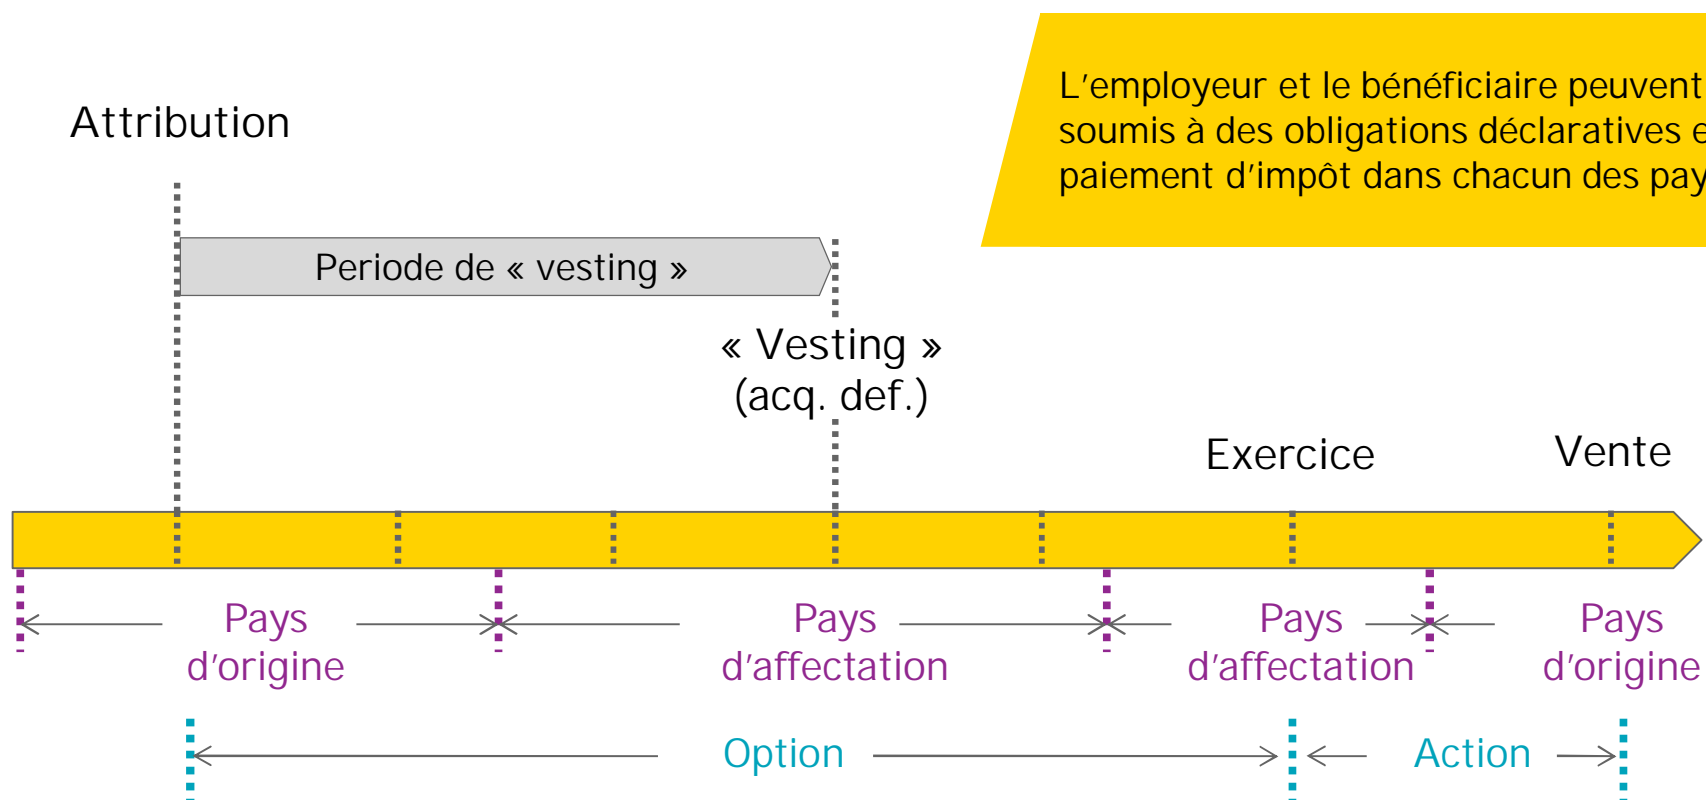 L'employeur et le bénéficiaire peuvent
soumis à des obligations déclaratives
paiement d'impôt dans chacun des
Attribution
Periode de « vesting »
« Vesting »
(acq. def.)
Exercice
Vente
Pays
d'origine
Pays
d'affectation
Pays
d'affectation
Pays
d'origine
Option
Action